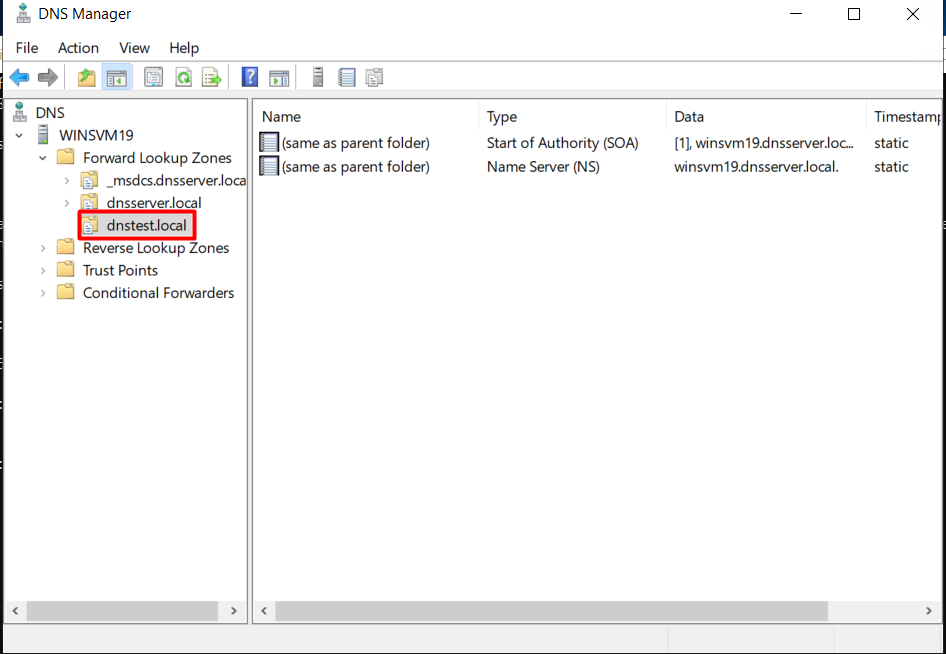 DNS Manager
File Action View Help
DNS
WINSVM19
Forward Lookup Zones
_msdcs.dnsserver.loca
dnsserver.local
dnstest.local
Reverse Lookup Zones
Trust Points
Conditional Forwarders
Name Type Data Timestamp
(same as parent folder) Start of Authority (SOA) [1], winsvm19.dnsserver.loc... static
(same as parent folder) Name Server (NS) winsvm19.dnsserver.local. static